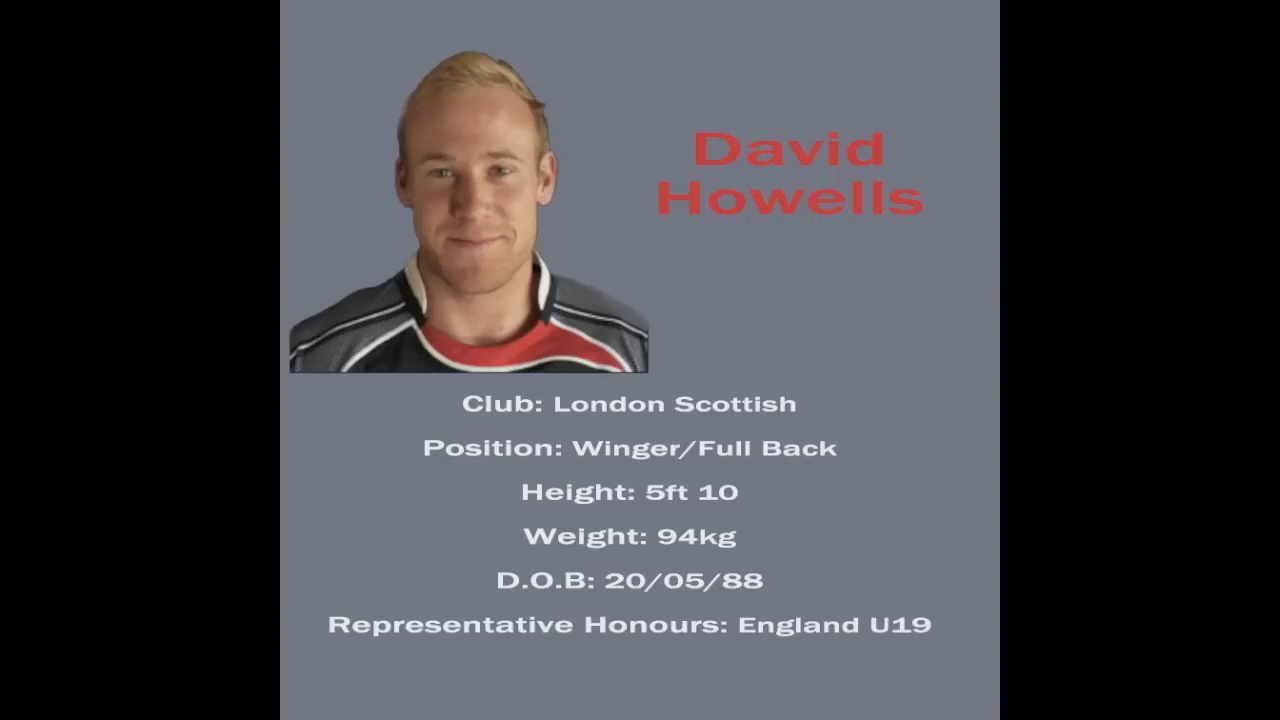 David
Howells
Club: London Scottish
Position: Winger/Full Back
Height: 5ft 10
Weight: 94kg
D.O.B: 20/05/88
Representative Honours: England U19